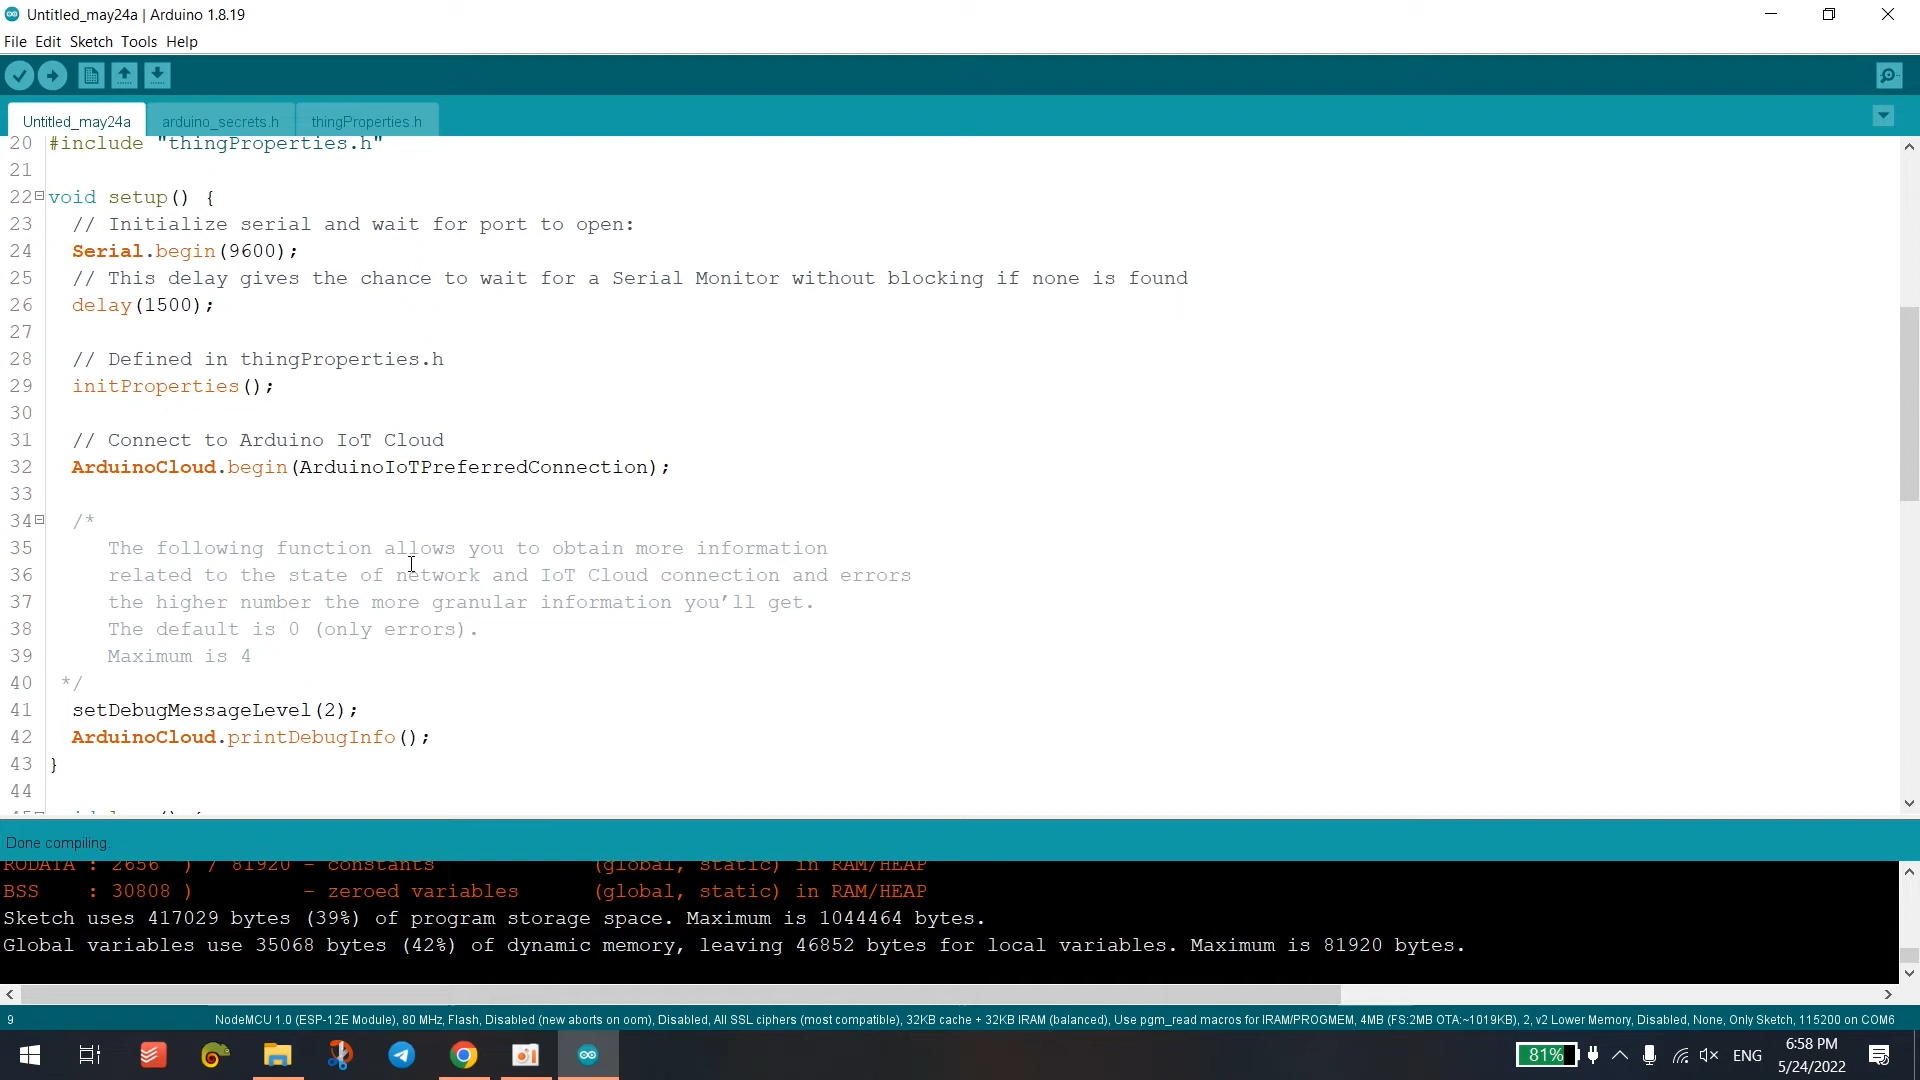 Untitled_may24a | Arduino 1.8.19
File Edit Sketch Tools Help
Untitled_may24a arduino_secrets.h thingProperties.h
20 #include "thingProperties.h"
21
22 void setup() {
23 // Initialize serial and wait for port to open:
24 Serial.begin(9600);
25 // This delay gives the chance to wait for a Serial Monitor without blocking if none is found
26 delay(1500);
27
28 // Defined in thingProperties.h
29 initProperties();
30
31 // Connect to Arduino IoT Cloud
32 ArduinoCloud.begin(ArduinoIoTPreferredConnection);
33
34 /*
35 The following function allows you to obtain more information
36 related to the state of network and IoT Cloud connection and errors
37 the higher number the more granular information you’ll get.
38 The default is 0 (only errors).
39 Maximum is 4
40 */
41 setDebugMessageLevel(2);
42 ArduinoCloud.printDebugInfo();
43 }
44
Done compiling.
RODATA : 2656 ) / 81920 - constants (global, static) in RAM/HEAP
BSS : 30808 ) - zeroed variables (global, static) in RAM/HEAP
Sketch uses 417029 bytes (39%) of program storage space. Maximum is 1044464 bytes.
Global variables use 35068 bytes (42%) of dynamic memory, leaving 46852 bytes for local variables. Maximum is 81920 bytes.
9 NodeMCU 1.0 (ESP-12E Module), 80 MHz, Flash, Disabled (new aborts on oom), Disabled, All SSL ciphers (most compatible), 32KB cache + 32KB IRAM (balanced), Use pgm_read macros for IRAM/PROGMEM, 4MB (FS:2MB OTA:~1019KB), 2, v2 Lower Memory, Disabled, None, Only Sketch, 115200 on COM6
81% ENG 6:58 PM
5/24/2022